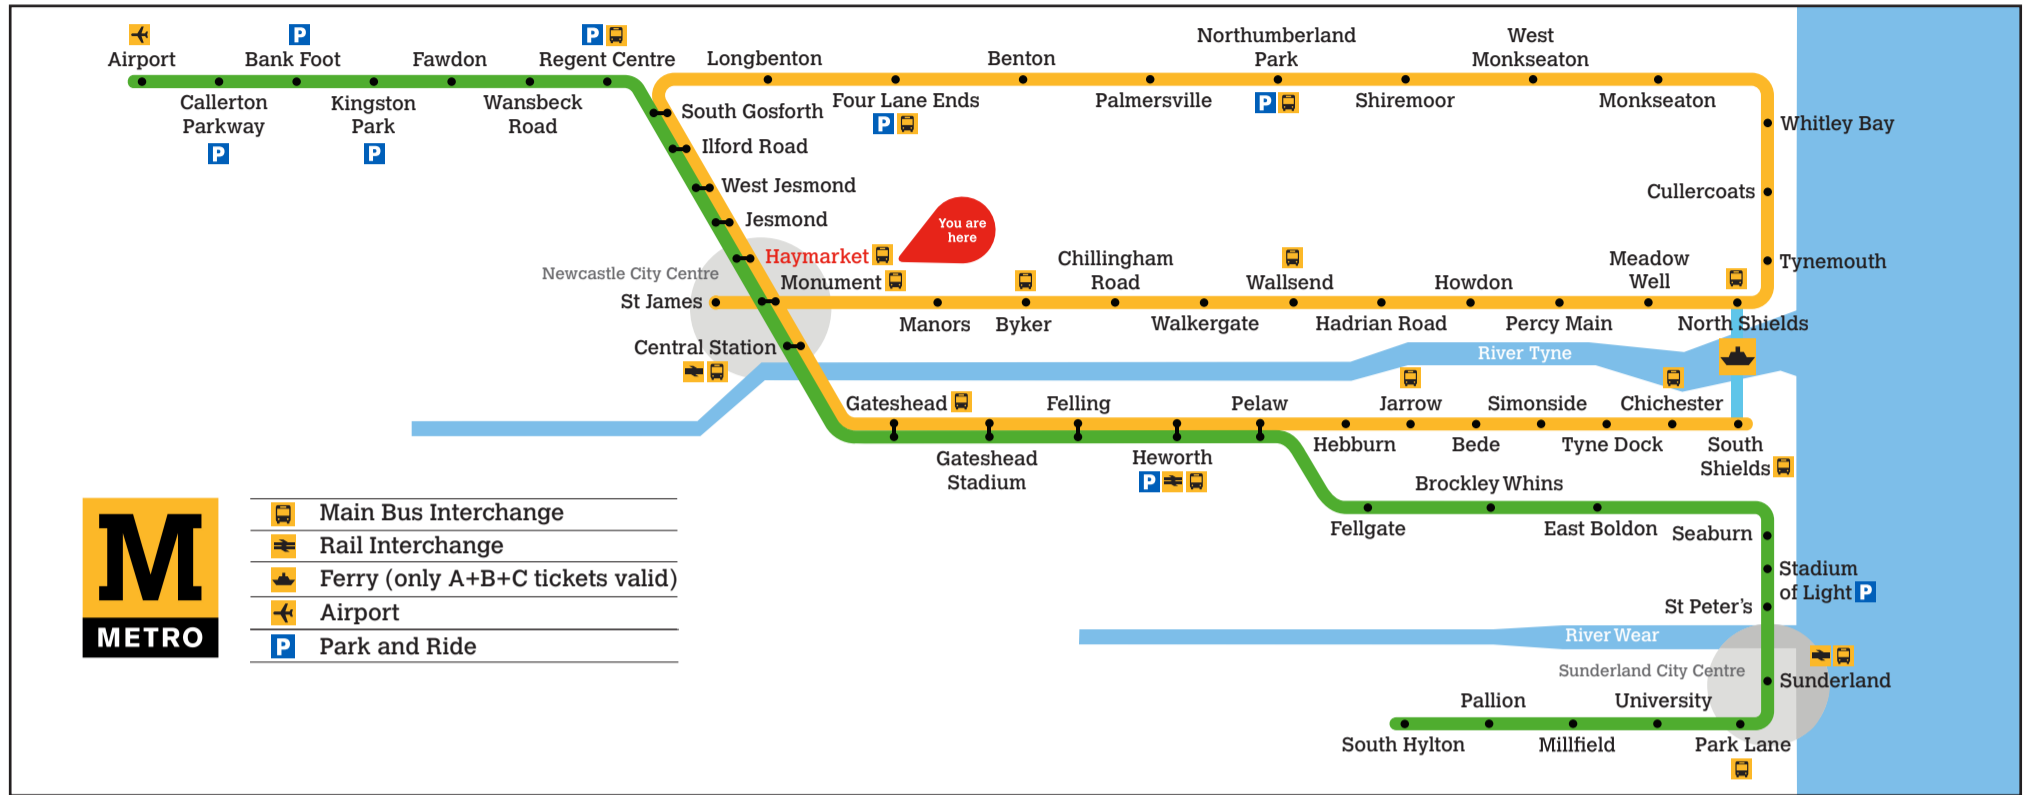 Airport
Callerton
Parkway
P
Bank Foot
P
Kingston
Park
P
Fawdon
Wansbeck
Road
Regent Centre
P
Longbenton
Four Lane Ends
P
Benton
Palmersville
Northumberland
Park
P
Shiremoor
West
Monkseaton
Monkseaton
Whitley Bay
Cullercoats
Tynemouth
South Gosforth
Ilford Road
West Jesmond
Jesmond
Haymarket
You are
here
Newcastle City Centre
Monument
St James
Central Station
Manors
Byker
Chillingham
Road
Walkergate
Wallsend
Hadrian Road
Howdon
Percy Main
Meadow
Well
North Shields
River Tyne
Gateshead
Gateshead
Stadium
Felling
Heworth
P
Pelaw
Hebburn
Jarrow
Bede
Simonside
Tyne Dock
Chichester
South
Shields
Fellgate
Brockley Whins
East Boldon
Seaburn
Stadium
of Light P
St Peter's
River Wear
Sunderland City Centre
Sunderland
Park Lane
University
Millfield
Pallion
South Hylton
M
METRO
Main Bus Interchange
Rail Interchange
Ferry (only A+B+C tickets valid)
Airport
P Park and Ride